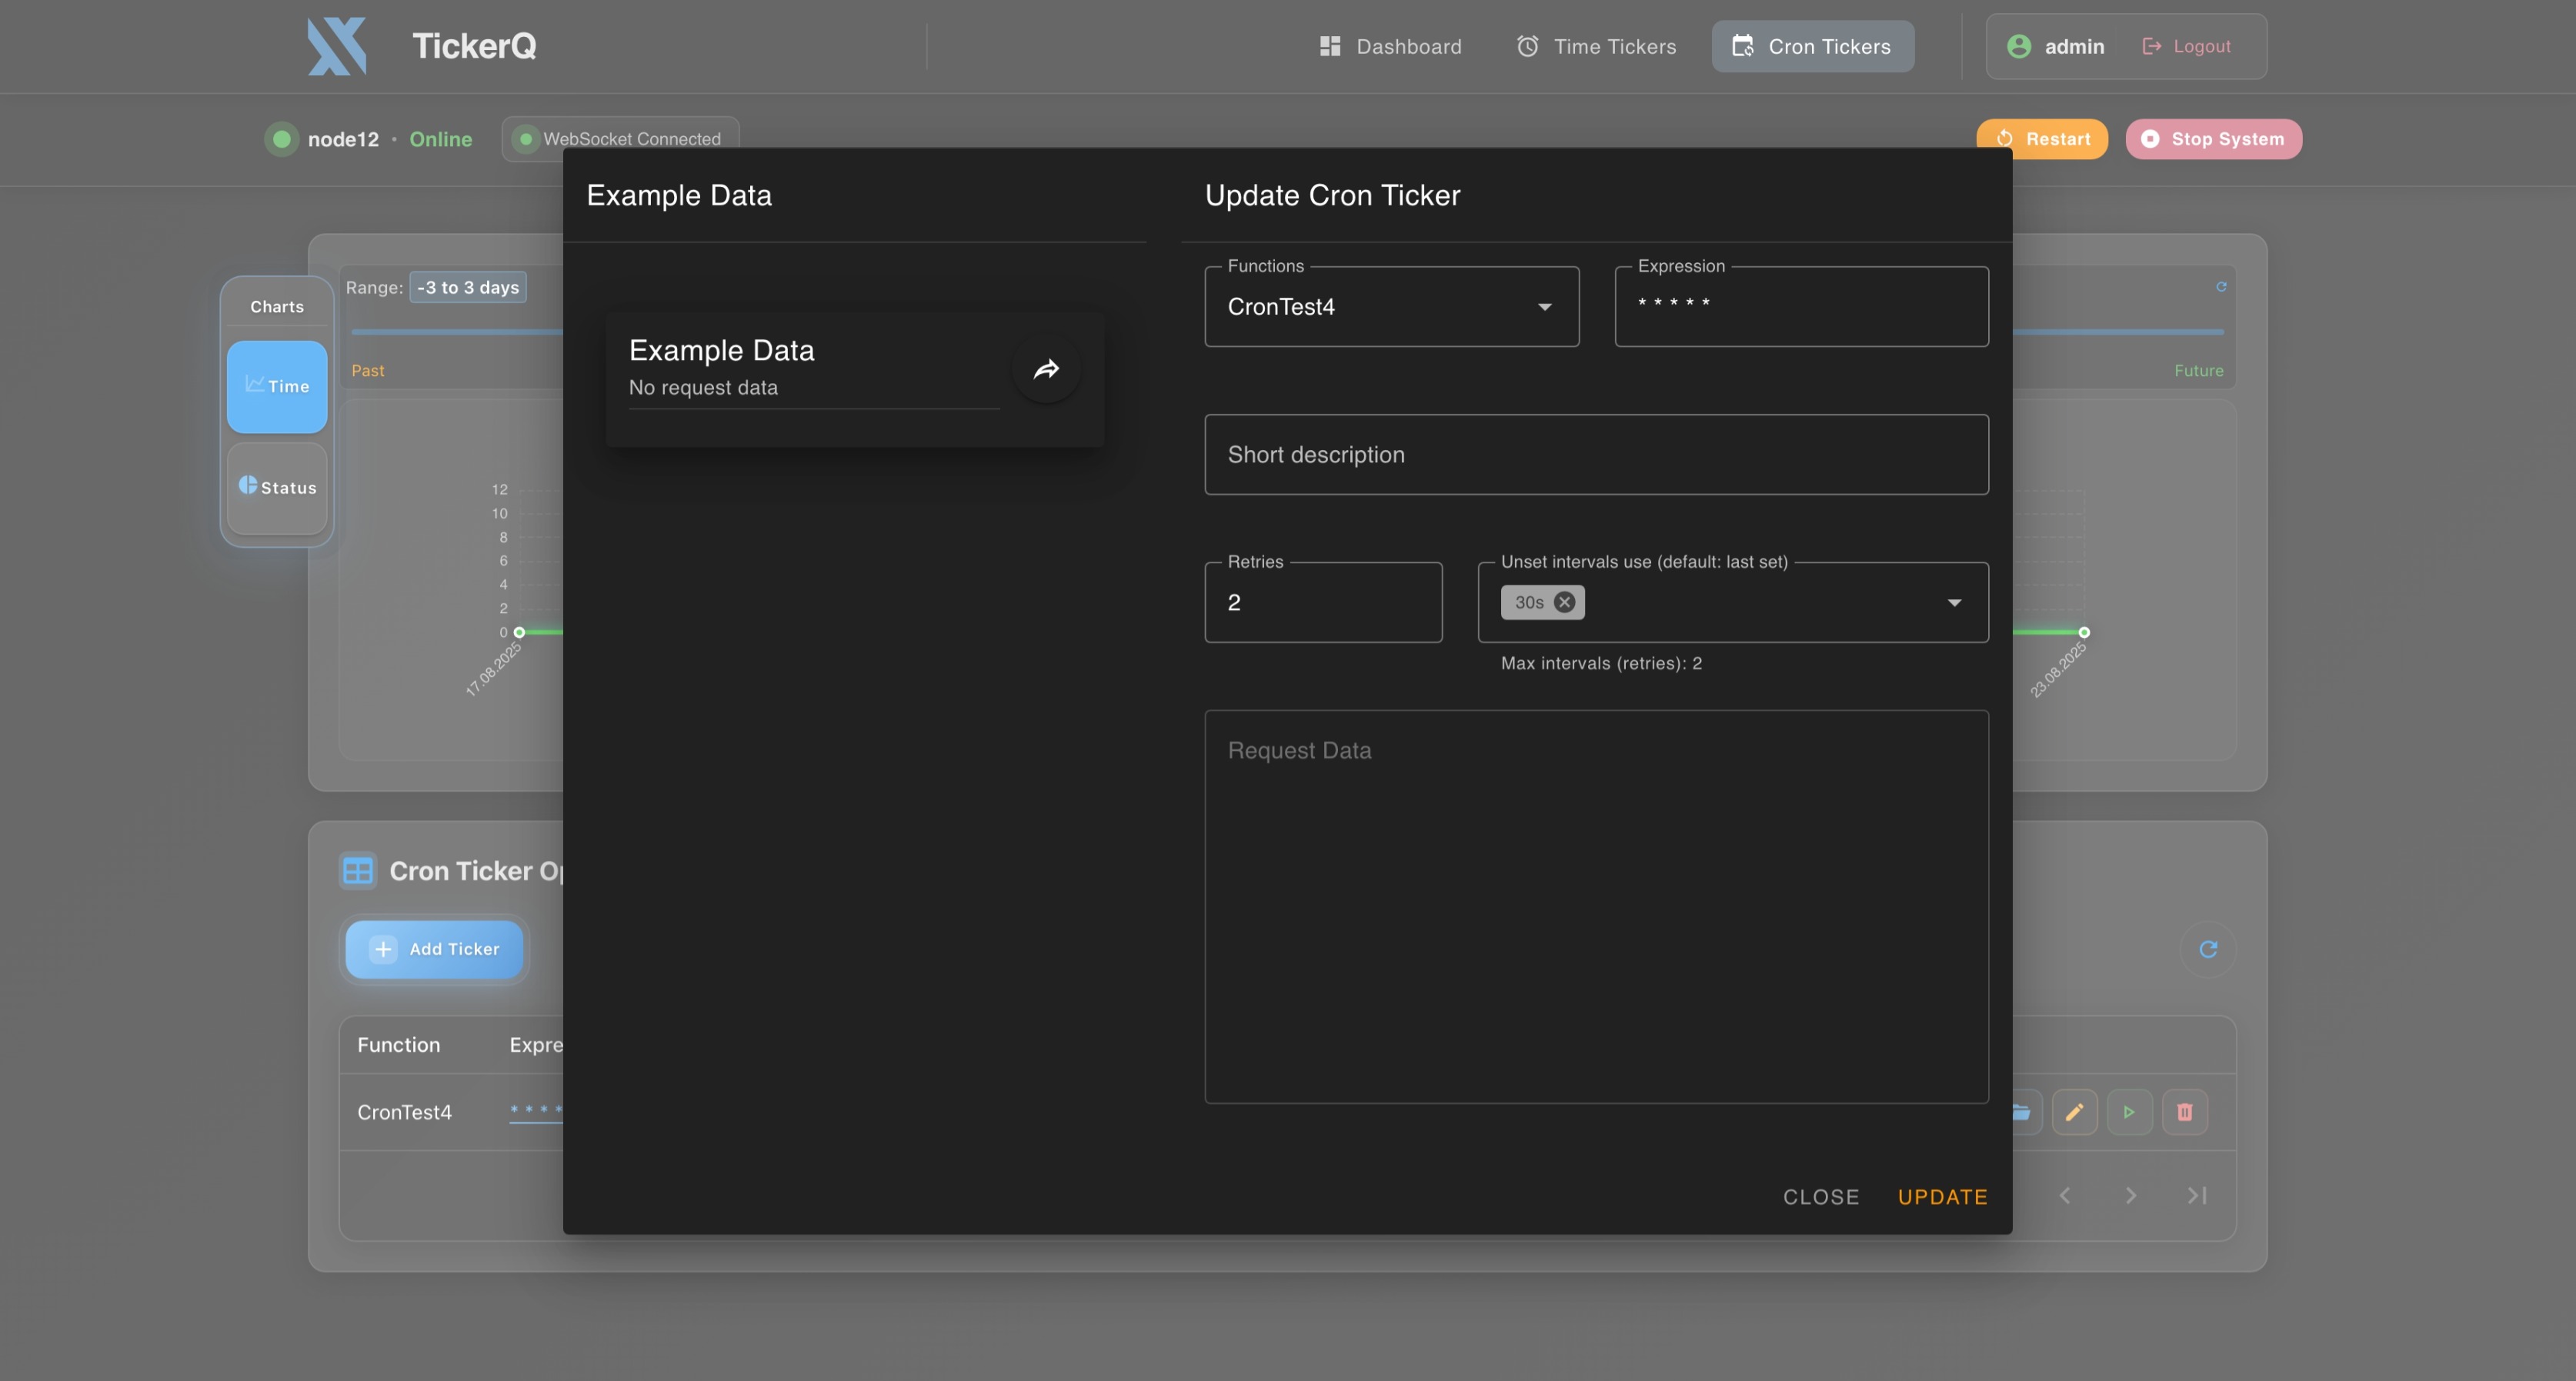 TickerQ
Dashboard
Time Tickers
Cron Tickers
admin
Logout
node12 • Online
WebSocket Connected
Restart
Stop System
Charts
Time
Status
Range: -3 to 3 days
Past
Future
12
10
8
6
4
2
0
17.08.2025
23.08.2025
Example Data
Example Data
No request data
Update Cron Ticker
Functions
CronTest4
Expression
* * * * *
Short description
Retries
2
Unset intervals use (default: last set)
30s
Max intervals (retries): 2
Request Data
CLOSE
UPDATE
Cron Ticker Op
Add Ticker
Function
Expre
CronTest4
* * * *